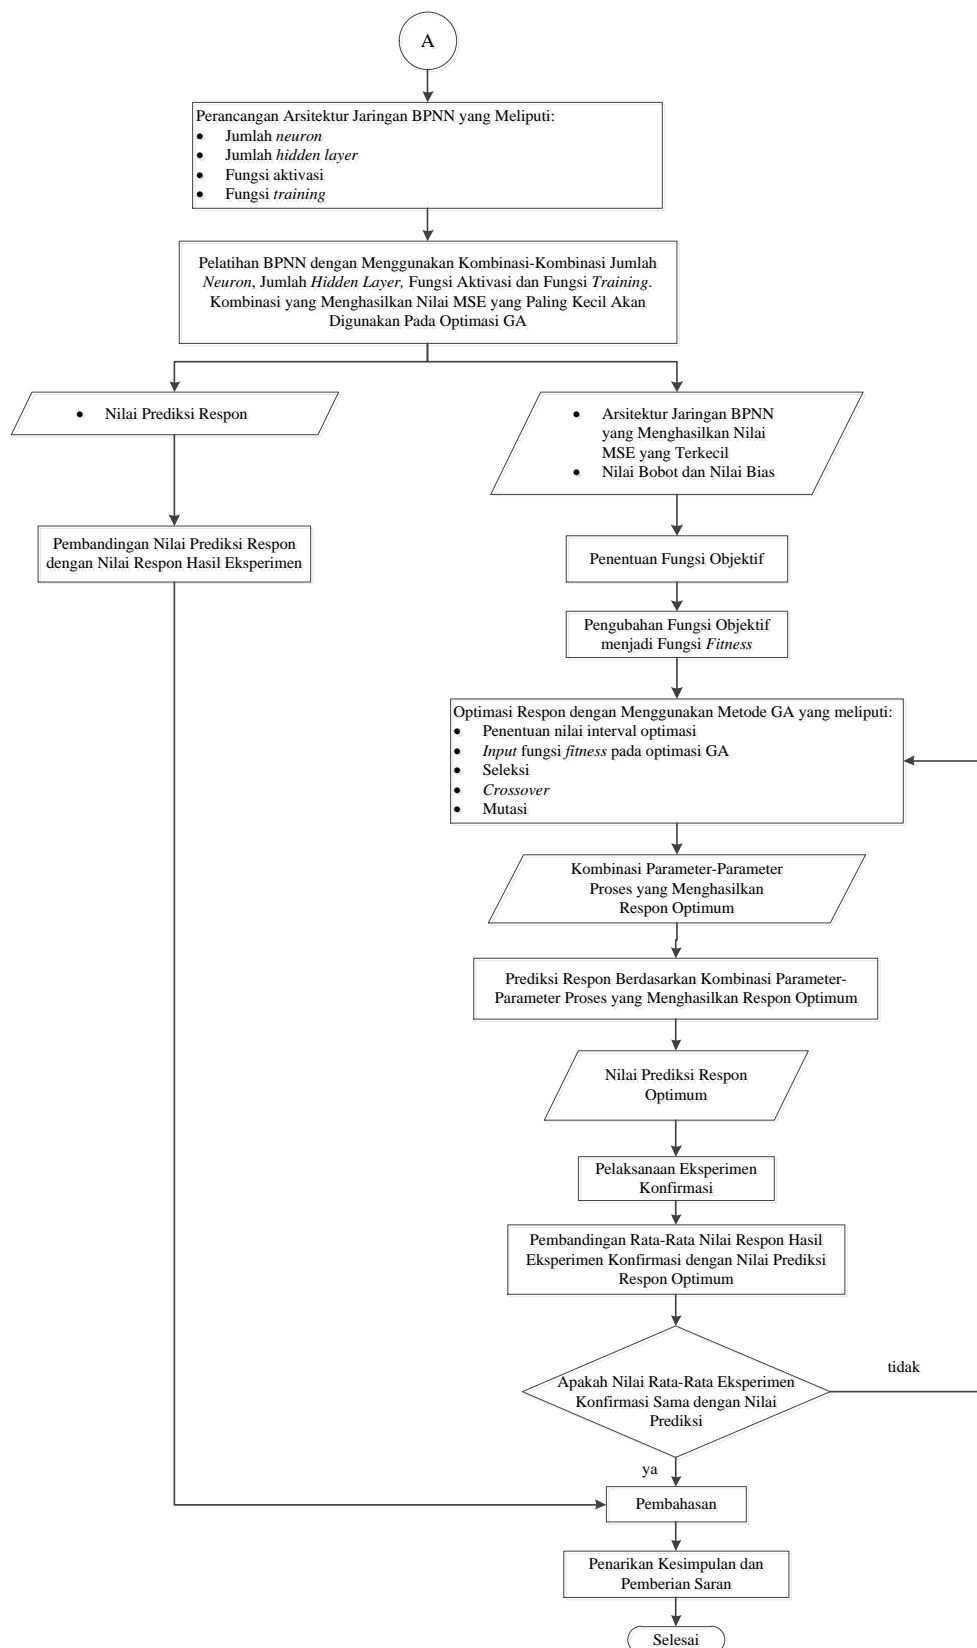 A
Perancangan Arsitektur Jaringan BPNN yang Meliputi:
• Jumlah neuron
• Jumlah hidden layer
• Fungsi aktivasi
• Fungsi training
Pelatihan BPNN dengan Menggunakan Kombinasi-Kombinasi Jumlah
Neuron, Jumlah Hidden Layer, Fungsi Aktivasi dan Fungsi Training.
Kombinasi yang Menghasilkan Nilai MSE yang Paling Kecil Akan
Digunakan Pada Optimasi GA
• Nilai Prediksi Respon
• Arsitektur Jaringan BPNN
yang Menghasilkan Nilai
MSE yang Terkecil
• Nilai Bobot dan Nilai Bias
Pembandingan Nilai Prediksi Respon
dengan Nilai Respon Hasil Eksperimen
Penentuan Fungsi Objektif
Pengubahan Fungsi Objektif
menjadi Fungsi Fitness
Optimasi Respon dengan Menggunakan Metode GA yang meliputi:
• Penentuan nilai interval optimasi
• Input fungsi fitness pada optimasi GA
• Seleksi
• Crossover
• Mutasi
Kombinasi Parameter-Parameter
Proses yang Menghasilkan
Respon Optimum
Prediksi Respon Berdasarkan Kombinasi Parameter-
Parameter Proses yang Menghasilkan Respon Optimum
Nilai Prediksi Respon
Optimum
Pelaksanaan Eksperimen
Konfirmasi
Pembandingan Rata-Rata Nilai Respon Hasil
Eksperimen Konfirmasi dengan Nilai Prediksi
Respon Optimum
Apakah Nilai Rata-Rata Eksperimen
Konfirmasi Sama dengan Nilai
Prediksi
tidak
ya
Pembahasan
Penarikan Kesimpulan dan
Pemberian Saran
Selesai